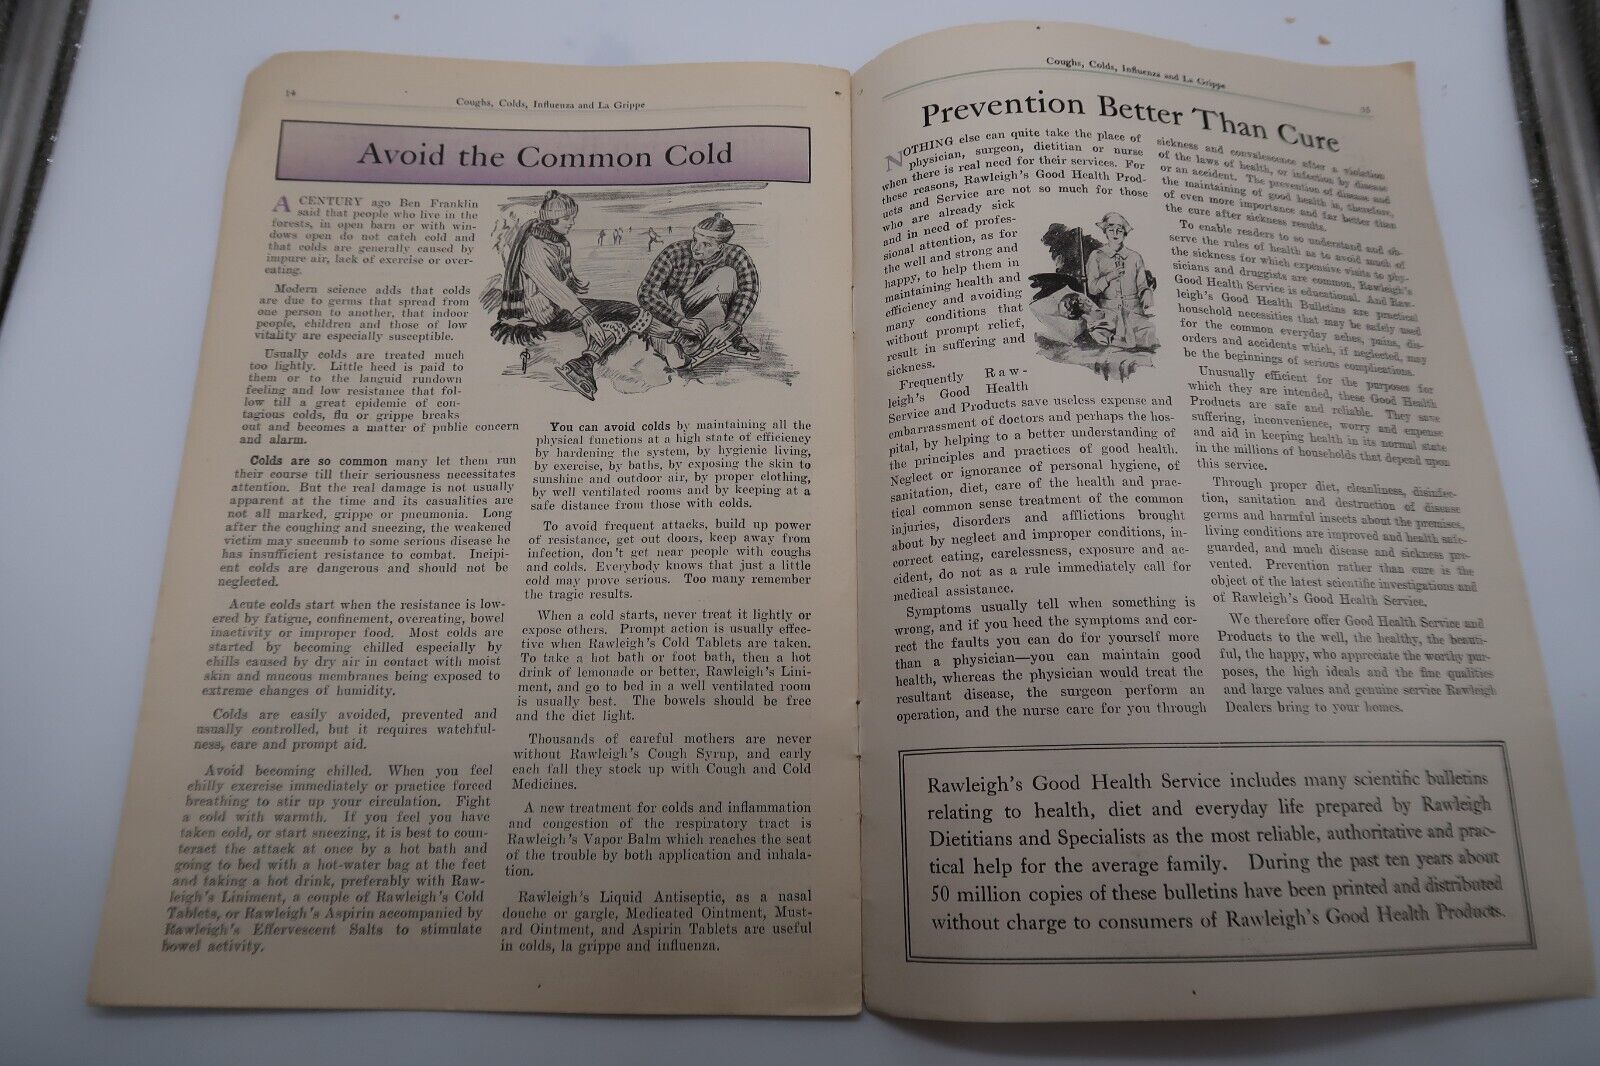 14
Coughs, Colds, Influenza and La Grippe
Avoid the Common Cold
A CENTURY ago Ben Franklin
said that people who live in the
forests, in open barn or with win-
dows open do not catch cold and
that colds are generally caused by
impure air, lack of exercise or over-
eating.
Modern science adds that colds
are due to germs that spread from
one person to another, that indoor
people, children and those of low
vitality are especially susceptible.
Usually colds are treated much
too lightly. Little heed is paid to
them or to the languid rundown
feeling and low resistance that fol-
low till a great epidemic of con-
tagious colds, flu or grippe breaks
out and becomes a matter of public concern
and alarm.
Colds are so common many let them run
their course till their seriousness necessitates
attention. But the real damage is not usually
apparent at the time and its casualties are
not all marked, grippe or pneumonia. Long
after the coughing and sneezing, the weakened
victim may succumb to some serious disease he
has insufficient resistance to combat. Incipi-
ent colds are dangerous and should not be
neglected.
Acute colds start when the resistance is low-
ered by fatigue, confinement, overeating, bowel
inactivity or improper food. Most colds are
started by becoming chilled especially by
chills caused by dry air in contact with moist
skin and mucous membranes being exposed to
extreme changes of humidity.
Colds are easily avoided, prevented and
usually controlled, but it requires watchful-
ness, care and prompt aid.
Avoid becoming chilled. When you feel
chilly exercise immediately or practice forced
breathing to stir up your circulation. Fight
a cold with warmth. If you feel you have
taken cold, or start sneezing, it is best to coun-
teract the attack at once by a hot bath and
going to bed with a hot-water bag at the feet
and taking a hot drink, preferably with Raw-
leigh's Liniment, a couple of Rawleigh's Cold
Tablets, or Rawleigh's Aspirin accompanied by
Rawleigh's Effervescent Salts to stimulate
bowel activity.
You can avoid colds by maintaining all the
physical functions at a high state of efficiency
by hardening the system, by hygienic living,
by exercise, by baths, by exposing the skin to
sunshine and outdoor air, by proper clothing,
by well ventilated rooms and by keeping at a
safe distance from those with colds.
To avoid frequent attacks, build up power
of resistance, get out doors, keep away from
infection, don't get near people with coughs
and colds. Everybody knows that just a little
cold may prove serious. Too many remember
the tragic results.
When a cold starts, never treat it lightly or
expose others. Prompt action is usually effec-
tive when Rawleigh's Cold Tablets are taken.
To take a hot bath or foot bath, then a hot
drink of lemonade or better, Rawleigh's Lini-
ment, and go to bed in a well ventilated room
is usually best. The bowels should be free
and the diet light.
Thousands of careful mothers are never
without Rawleigh's Cough Syrup, and early
each fall they stock up with Cough and Cold
Medicines.
A new treatment for colds and inflammation
and congestion of the respiratory tract is
Rawleigh's Vapor Balm which reaches the seat
of the trouble by both application and inhala-
tion.
Rawleigh's Liquid Antiseptic, as a nasal
douche or gargle, Medicated Ointment, Must-
ard Ointment, and Aspirin Tablets are useful
in colds, la grippe and influenza.
Coughs, Colds, Influenza and La Grippe
Prevention Better Than Cure
NOTHING else can quite take the place of
physician, surgeon, dietitian or nurse
when there is real need for their services. For
these reasons, Rawleigh's Good Health Prod-
ucts and Service are not so much for those
who are already sick
and in need of profes-
sional attention, as for
the well and strong and
happy, to help them in
maintaining health and
efficiency and avoiding
many conditions that
without prompt relief,
result in suffering and
sickness.
Frequently Raw-
leigh's Good Health
Service and Products save useless expense and
embarrassment of doctors and perhaps the hos-
pital, by helping to a better understanding of
the principles and practices of good health.
Neglect or ignorance of personal hygiene, of
sanitation, diet, care of the health and prac-
tical common sense treatment of the common
injuries, disorders and afflictions brought
about by neglect and improper conditions, in-
correct eating, carelessness, exposure and ac-
cident, do not as a rule immediately call for
medical assistance.
Symptoms usually tell when something is
wrong, and if you heed the symptoms and cor-
rect the faults you can do for yourself more
than a physician—you can maintain good
health, whereas the physician would treat the
resultant disease, the surgeon perform an
operation, and the nurse care for you through
sickness and convalescence after a violation
of the laws of health, or infection by disease
or an accident. The prevention of disease and
the maintaining of good health is, therefore,
of even more importance and far better than
the cure after sickness results.
To enable readers to so understand and ob-
serve the rules of health as to avoid much of
the sickness for which expensive visits to phy-
sicians and druggists are common, Rawleigh's
Good Health Service is educational. And Raw-
leigh's Good Health Bulletins are practical
household necessities that may be safely used
for the common everyday aches, pains, dis-
orders and accidents which, if neglected, may
be the beginnings of serious complications.
Unusually efficient for the purposes for
which they are intended, these Good Health
Products are safe and reliable. They save
suffering, inconvenience, worry and expense
and aid in keeping health in its normal state
in the millions of households that depend upon
this service.
Through proper diet, cleanliness, disinfec-
tion, sanitation and destruction of disease
germs and harmful insects about the premises,
living conditions are improved and health safe-
guarded, and much disease and sickness pre-
vented. Prevention rather than cure is the
object of the latest scientific investigations and
of Rawleigh's Good Health Service.
We therefore offer Good Health Service and
Products to the well, the healthy, the beauti-
ful, the happy, who appreciate the worthy pur-
poses, the high ideals and the fine qualities
and large values and genuine service Rawleigh
Dealers bring to your homes.
Rawleigh's Good Health Service includes many scientific bulletins
relating to health, diet and everyday life prepared by Rawleigh
Dietitians and Specialists as the most reliable, authoritative and prac-
tical help for the average family. During the past ten years about
50 million copies of these bulletins have been printed and distributed
without charge to consumers of Rawleigh's Good Health Products.